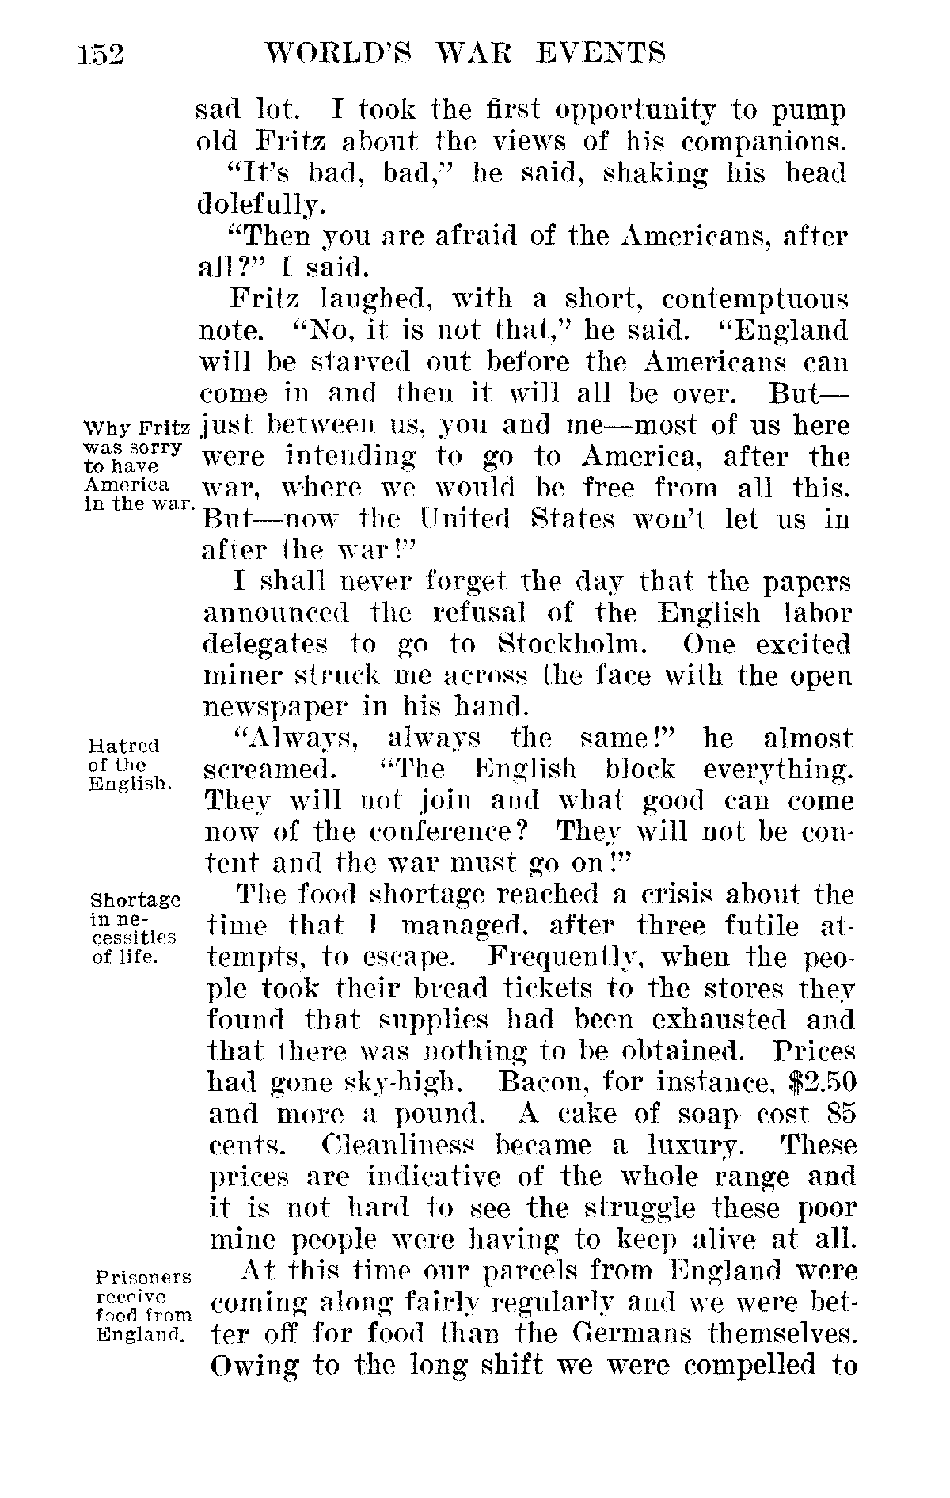 152 WORLD'S WAR EVENTS
sad lot. I took the first opportunity to pump
old Fritz about the views of his companions.
"It's bad, bad," he said, shaking his head
dolefully.
"Then you are afraid of the Americans, after
all?" I said.
Fritz laughed, with a short, contemptuous
note. "No, it is not that," he said. "England
will be starved out before the Americans can
come in and then it will all be over. But—
just between us, you and me—most of us here
were intending to go to America, after the
war, where we would be free from all this.
But—now the United States won't let us in
after the war!"
Why Fritz
was sorry
to have
America
in the war.
I shall never forget the day that the papers
announced the refusal of the English labor
delegates to go to Stockholm. One excited
miner struck me across the face with the open
newspaper in his hand.
Hatred
of the
English.
"Always, always the same!" he almost
screamed. "The English block everything.
They will not join and what good can come
now of the conference? They will not be con-
tent and the war must go on!"
Shortage
in ne-
cessities
of life.
The food shortage reached a crisis about the
time that I managed, after three futile at-
tempts, to escape. Frequently, when the peo-
ple took their bread tickets to the stores they
found that supplies had been exhausted and
that there was nothing to be obtained. Prices
had gone sky-high. Bacon, for instance, $2.50
and more a pound. A cake of soap cost 85
cents. Cleanliness became a luxury. These
prices are indicative of the whole range and
it is not hard to see the struggle these poor
mine people were having to keep alive at all.
Prisoners
receive
food from
England.
At this time our parcels from England were
coming along fairly regularly and we were bet-
ter off for food than the Germans themselves.
Owing to the long shift we were compelled to